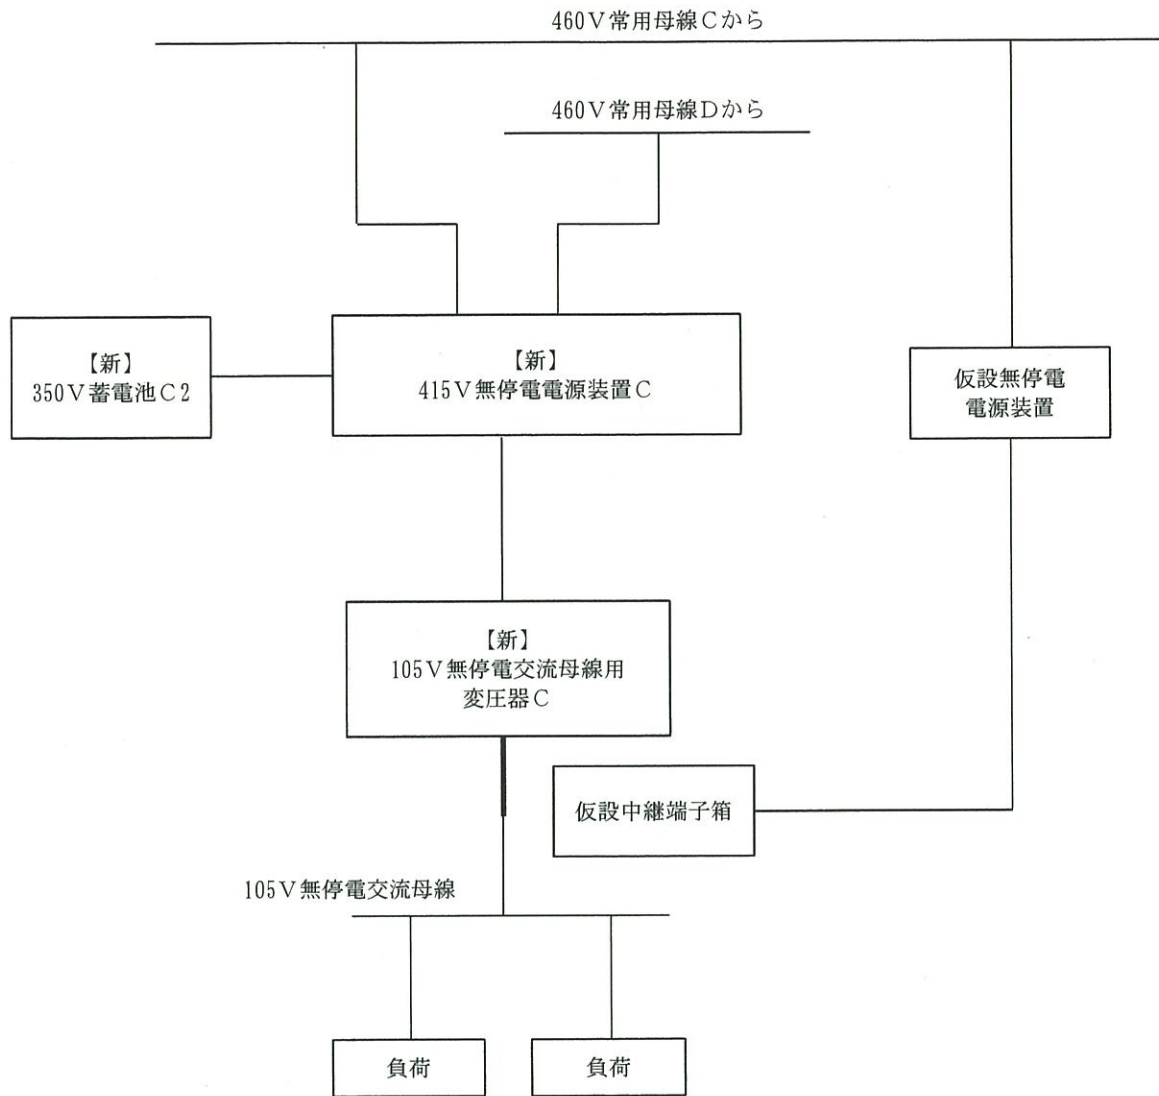 460V常用母線Cから
460V常用母線Dから
【新】
350V蓄電池C2
【新】
415V無停電電源装置C
仮設無停電
電源装置
【新】
105V無停電交流母線用
変圧器C
仮設中継端子箱
105V無停電交流母線
負荷
負荷